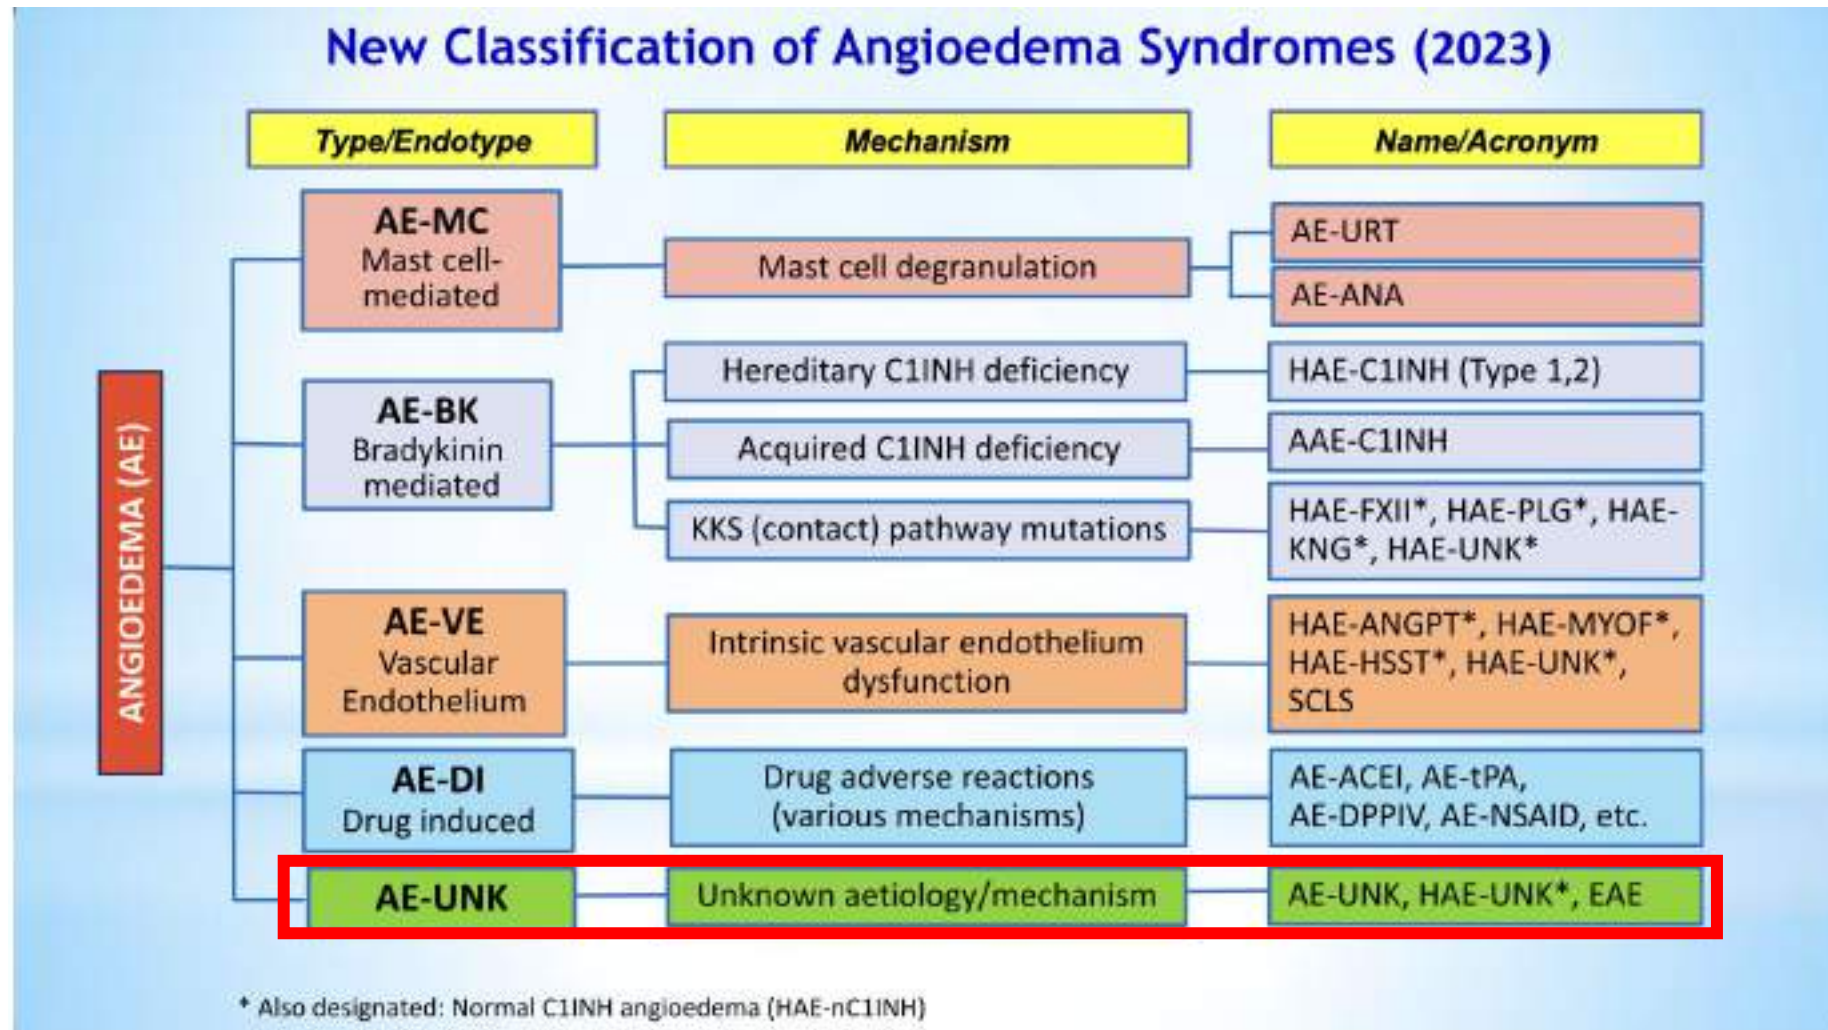 New Classification of Angioedema Syndromes (2023)
Type/Endotype
Mechanism
Name/Acronym
ANGIOEDEMA (AE)
AE-MC
Mast cell-
mediated
Mast cell degranulation
AE-URT
AE-ANA
AE-BK
Bradykinin
mediated
Hereditary C1INH deficiency
HAE-C1INH (Type 1,2)
Acquired C1INH deficiency
AAE-C1INH
KKS (contact) pathway mutations
HAE-FXII*, HAE-PLG*, HAE-
KNG*, HAE-UNK*
AE-VE
Vascular
Endothelium
Intrinsic vascular endothelium
dysfunction
HAE-ANGPT*, HAE-MYOF*,
HAE-HSST*, HAE-UNK*,
SCLS
AE-DI
Drug induced
Drug adverse reactions
(various mechanisms)
AE-ACEI, AE-tPA,
AE-DPPIV, AE-NSAID, etc.
AE-UNK
Unknown aetiology/mechanism
AE-UNK, HAE-UNK*, EAE
* Also designated: Normal C1INH angioedema (HAE-nC1INH)